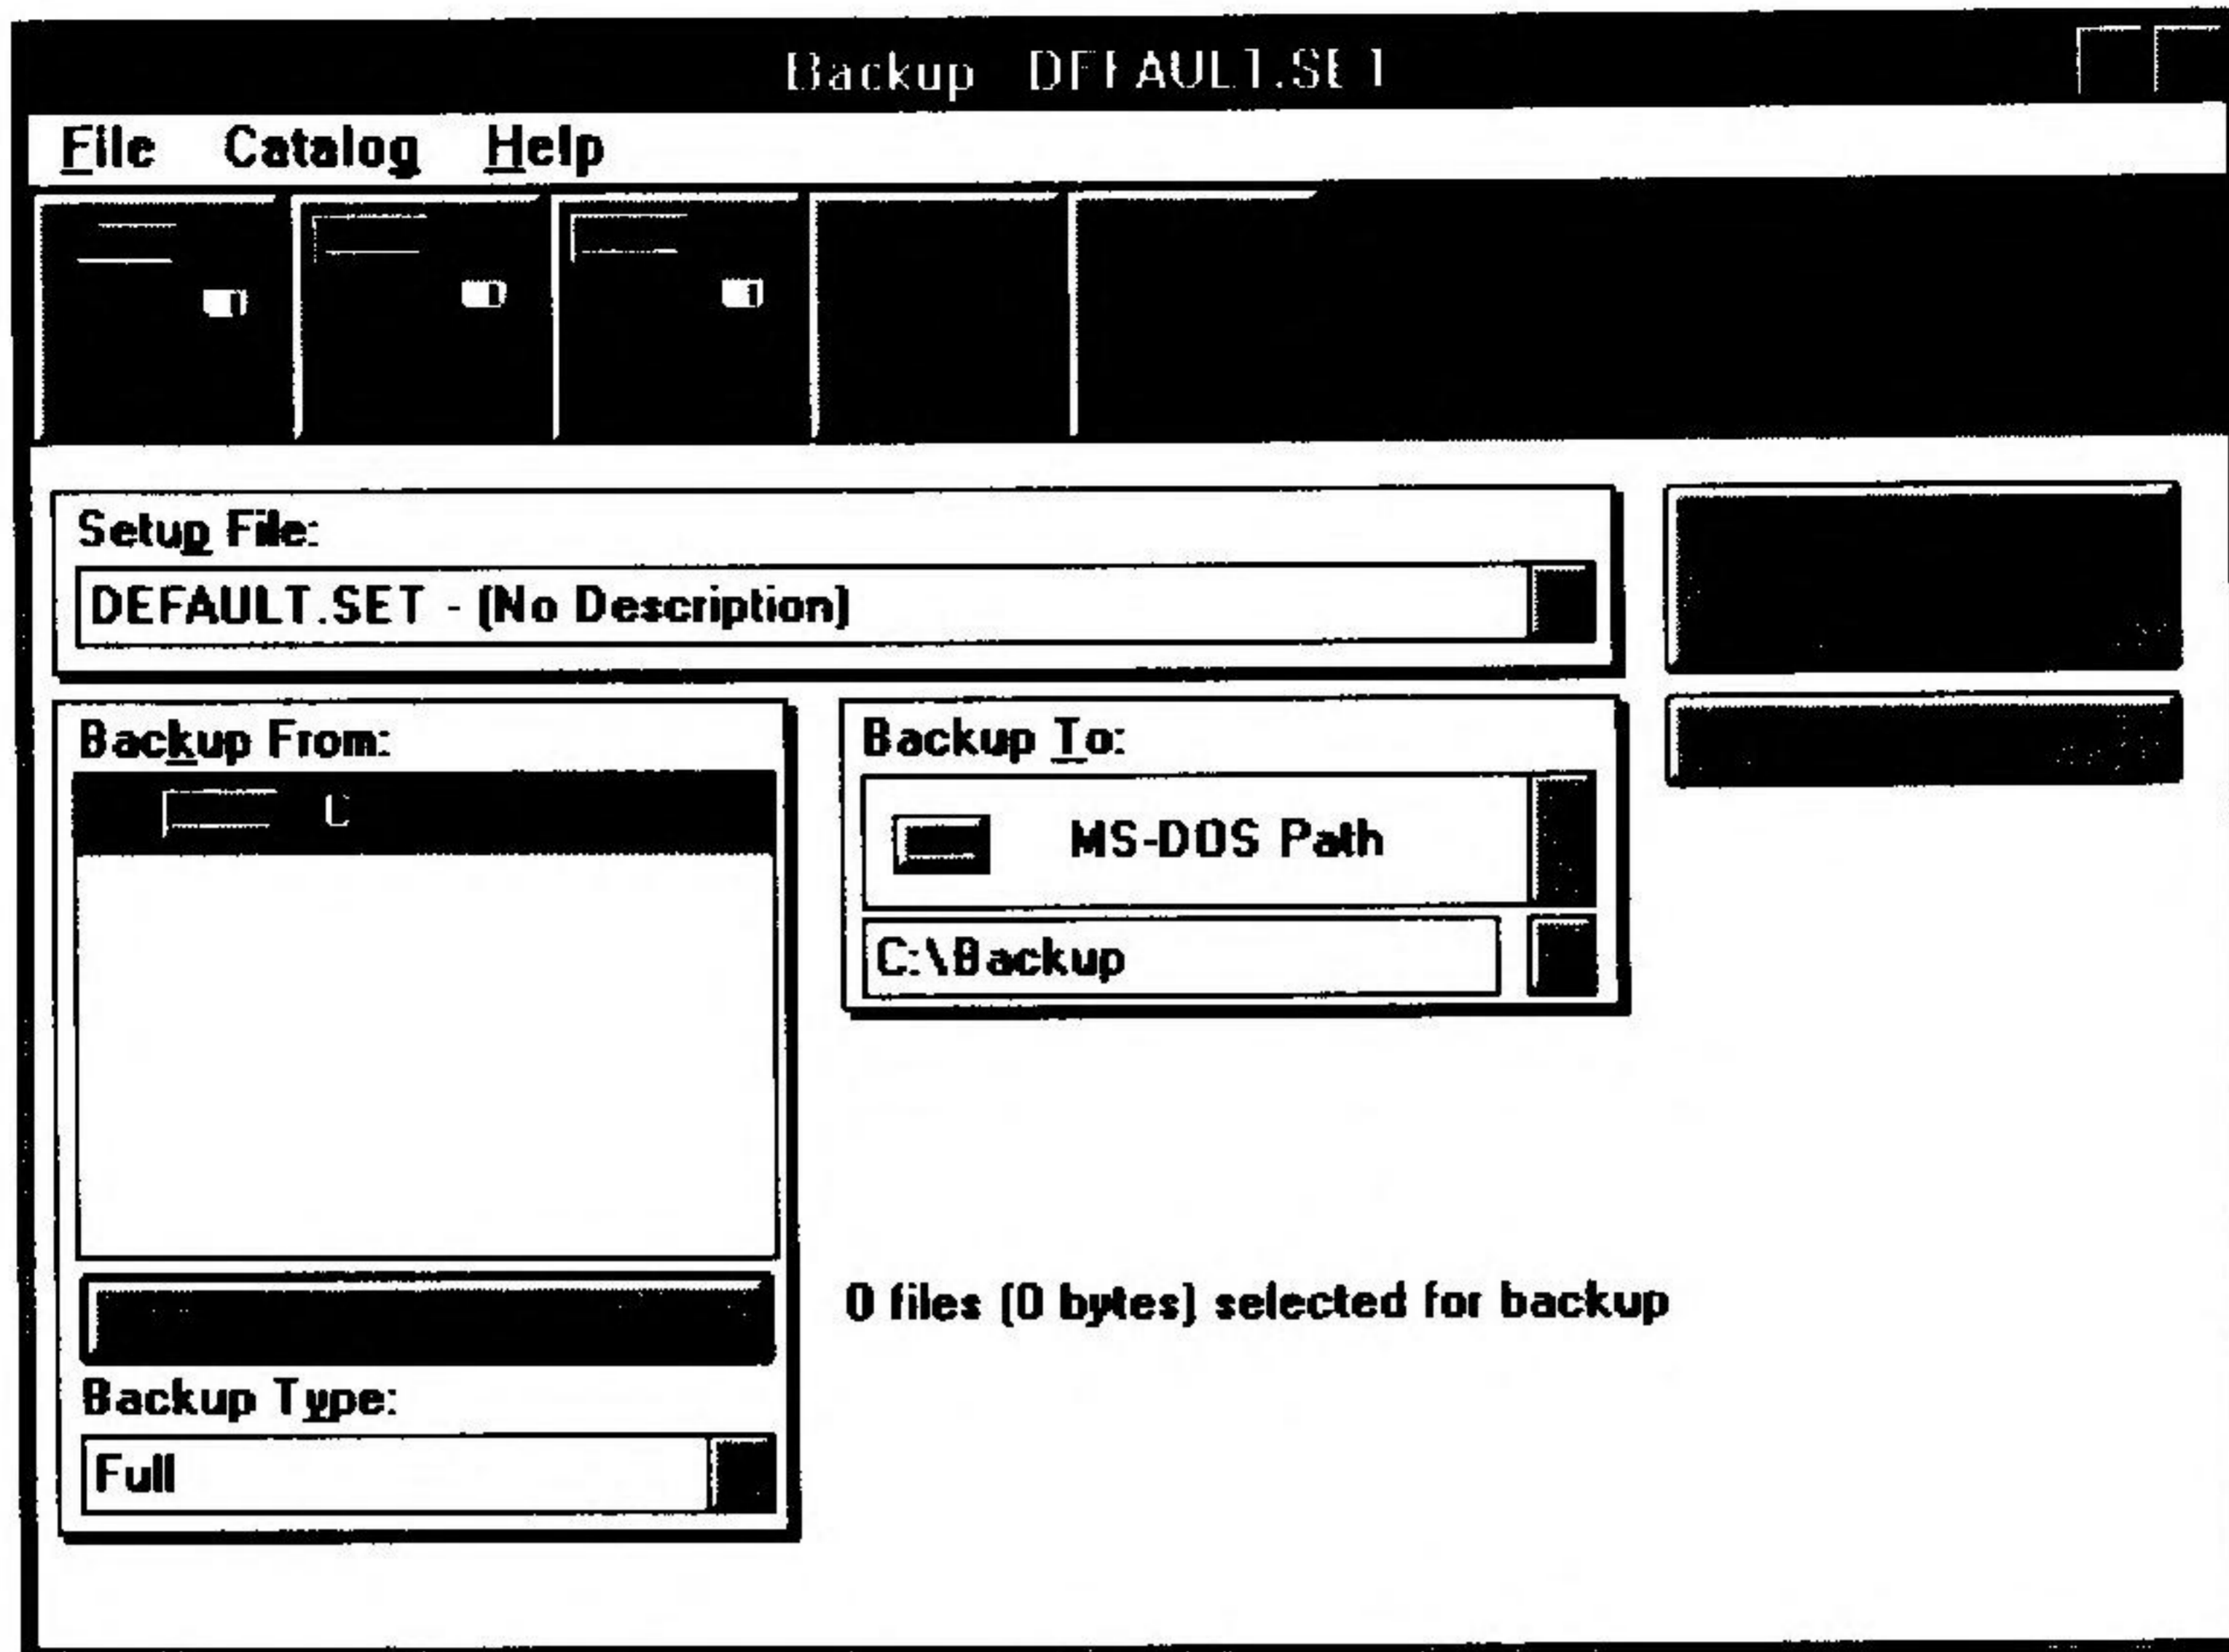 Backup DEFAULT.SET
File Catalog Help
Setup File:
DEFAULT.SET - (No Description)
Backup From:
C
Backup To:
MS-DOS Path
C:\Backup
0 files (0 bytes) selected for backup
Backup Type:
Full